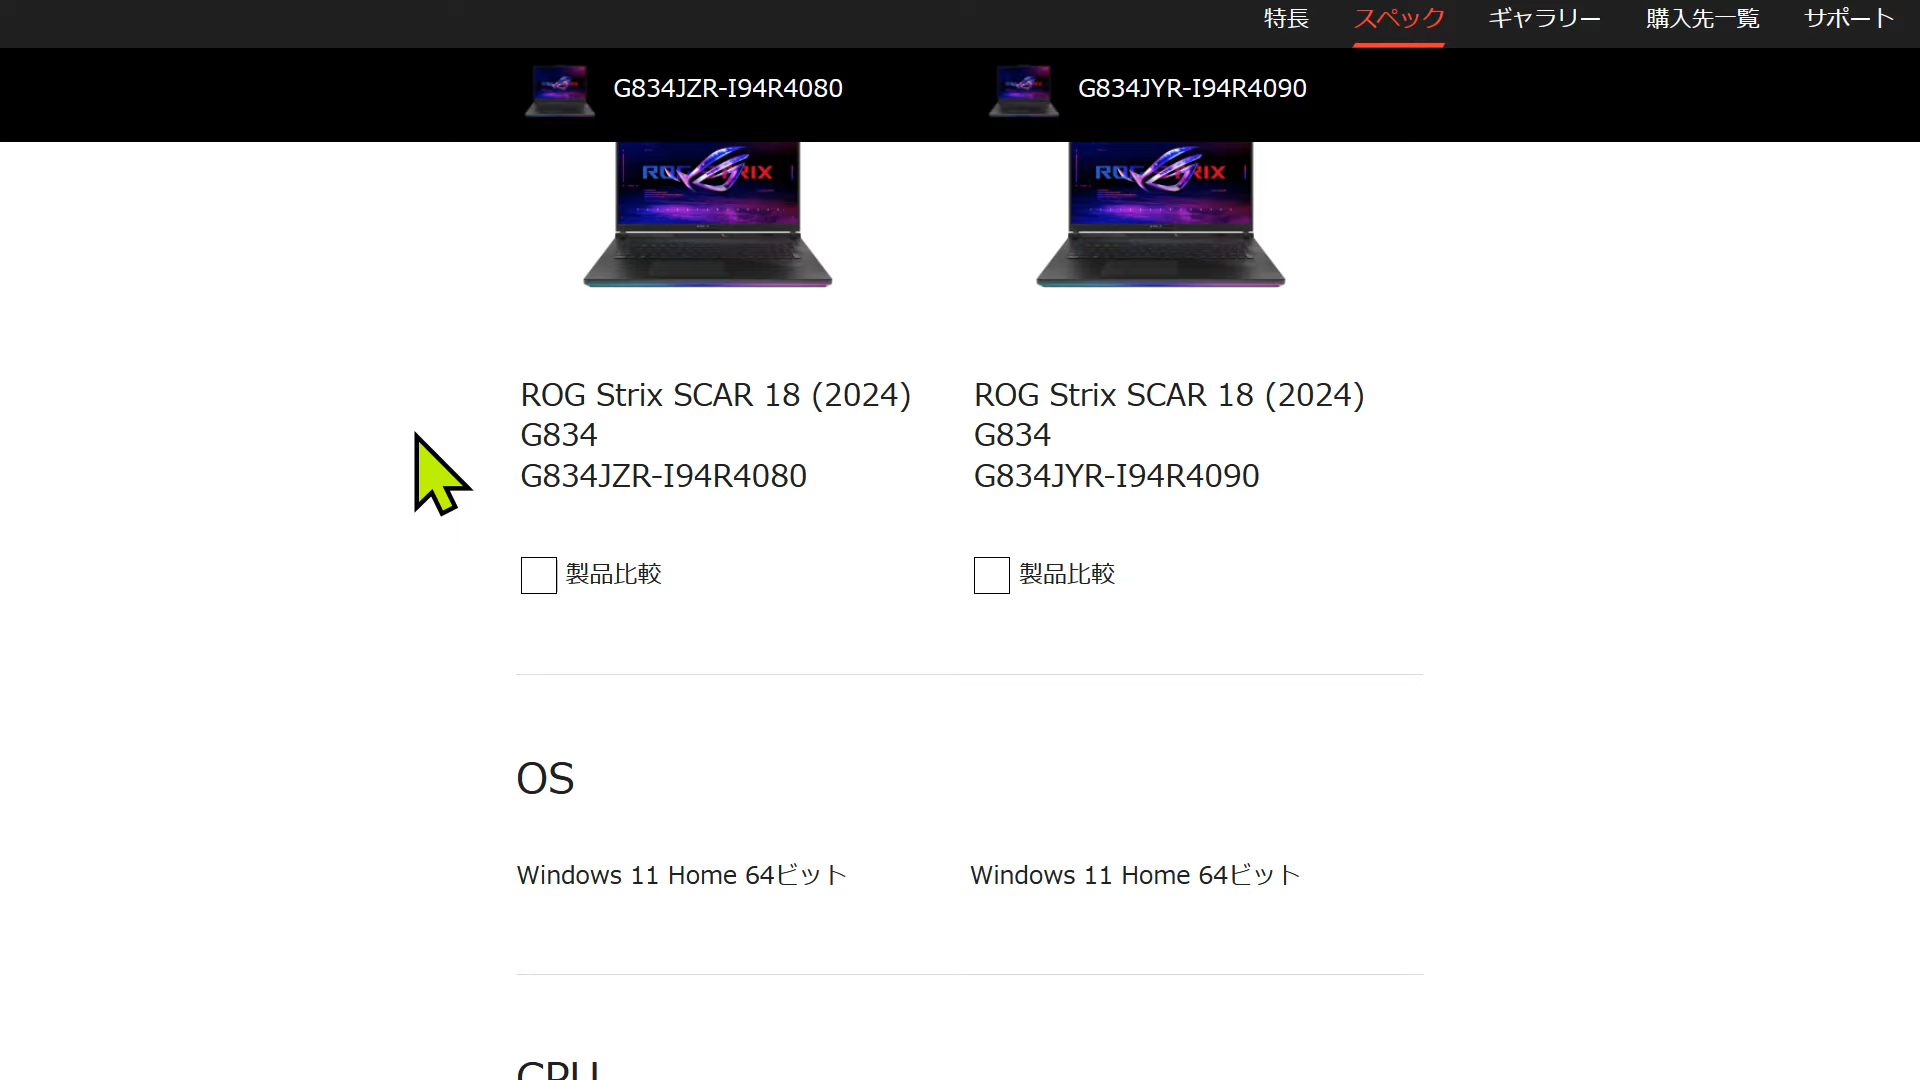 特長 スペック ギャラリー 購入先一覧 サポート
G834JZR-I94R4080 G834JYR-I94R4090
ROG Strix SCAR 18 (2024) ROG Strix SCAR 18 (2024)
G834 G834
G834JZR-I94R4080 G834JYR-I94R4090
製品比較 製品比較
OS
Windows 11 Home 64ビット Windows 11 Home 64ビット
CPU